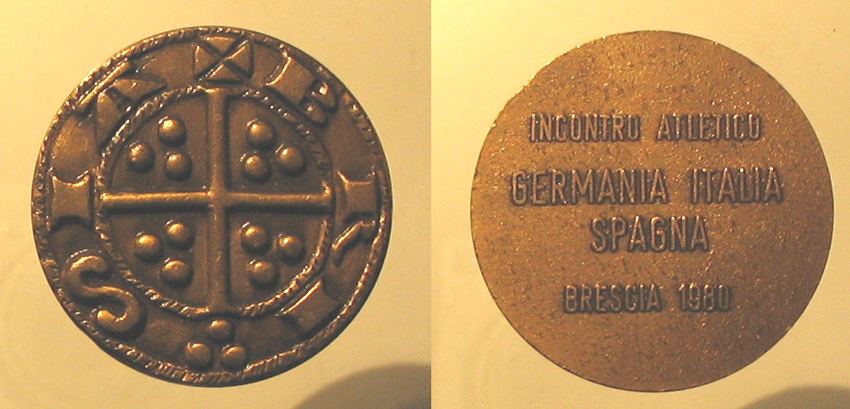 INCONTRO ATLETICO
GERMANIA ITALIA
SPAGNA
BRESCIA 1980